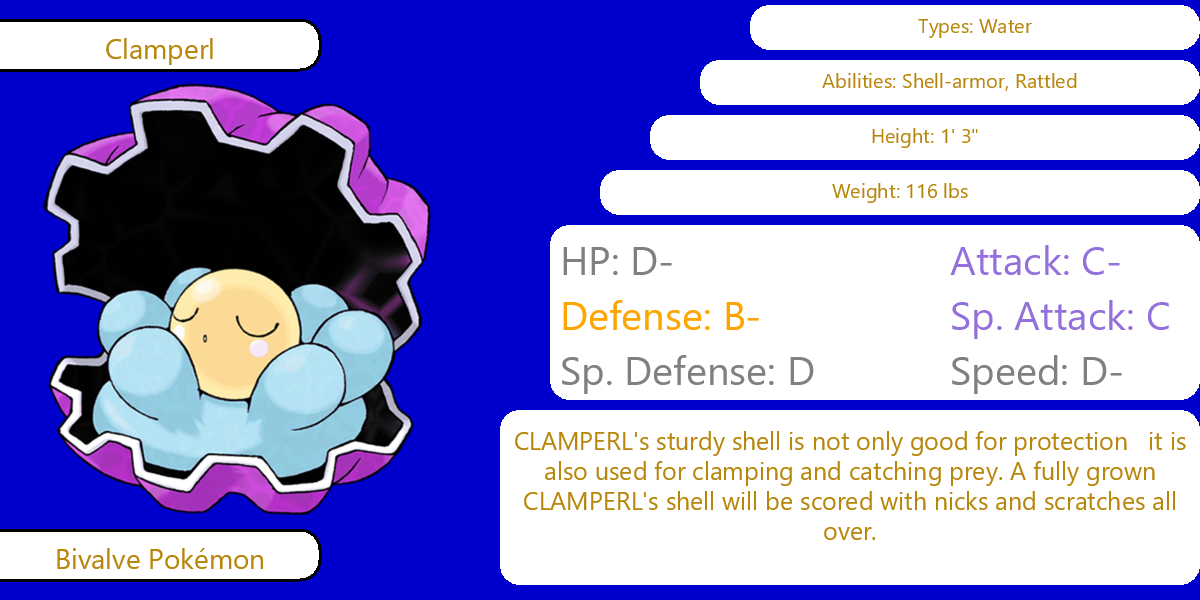 Clamperl
Types: Water
Abilities: Shell-armor, Rattled
Height: 1' 3"
Weight: 116 lbs
HP: D-
Attack: C-
Defense: B-
Sp. Attack: C
Sp. Defense: D
Speed: D-
CLAMPERL's sturdy shell is not only good for protection   it is
also used for clamping and catching prey. A fully grown
CLAMPERL's shell will be scored with nicks and scratches all
over.
Bivalve Pokémon